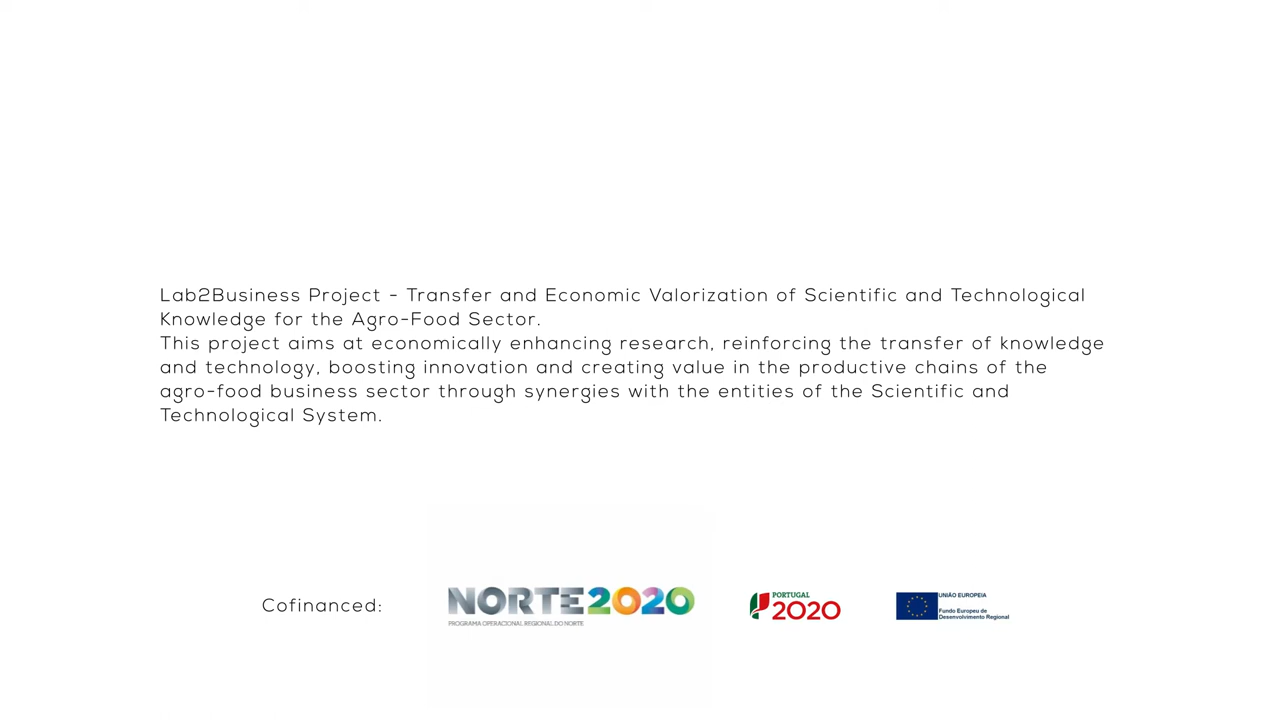 Lab2Business Project - Transfer and Economic Valorization of Scientific and Technological
Knowledge for the Agro-Food Sector.
This project aims at economically enhancing research, reinforcing the transfer of knowledge
and technology, boosting innovation and creating value in the productive chains of the
agro-food business sector through synergies with the entities of the Scientific and
Technological System.
Cofinanced:
NORTE2020
PROGRAMA OPERACIONAL REGIONAL DO NORTE
PORTUGAL
2020
UNIÃO EUROPEIA
Fundo Europeu de
Desenvolvimento Regional